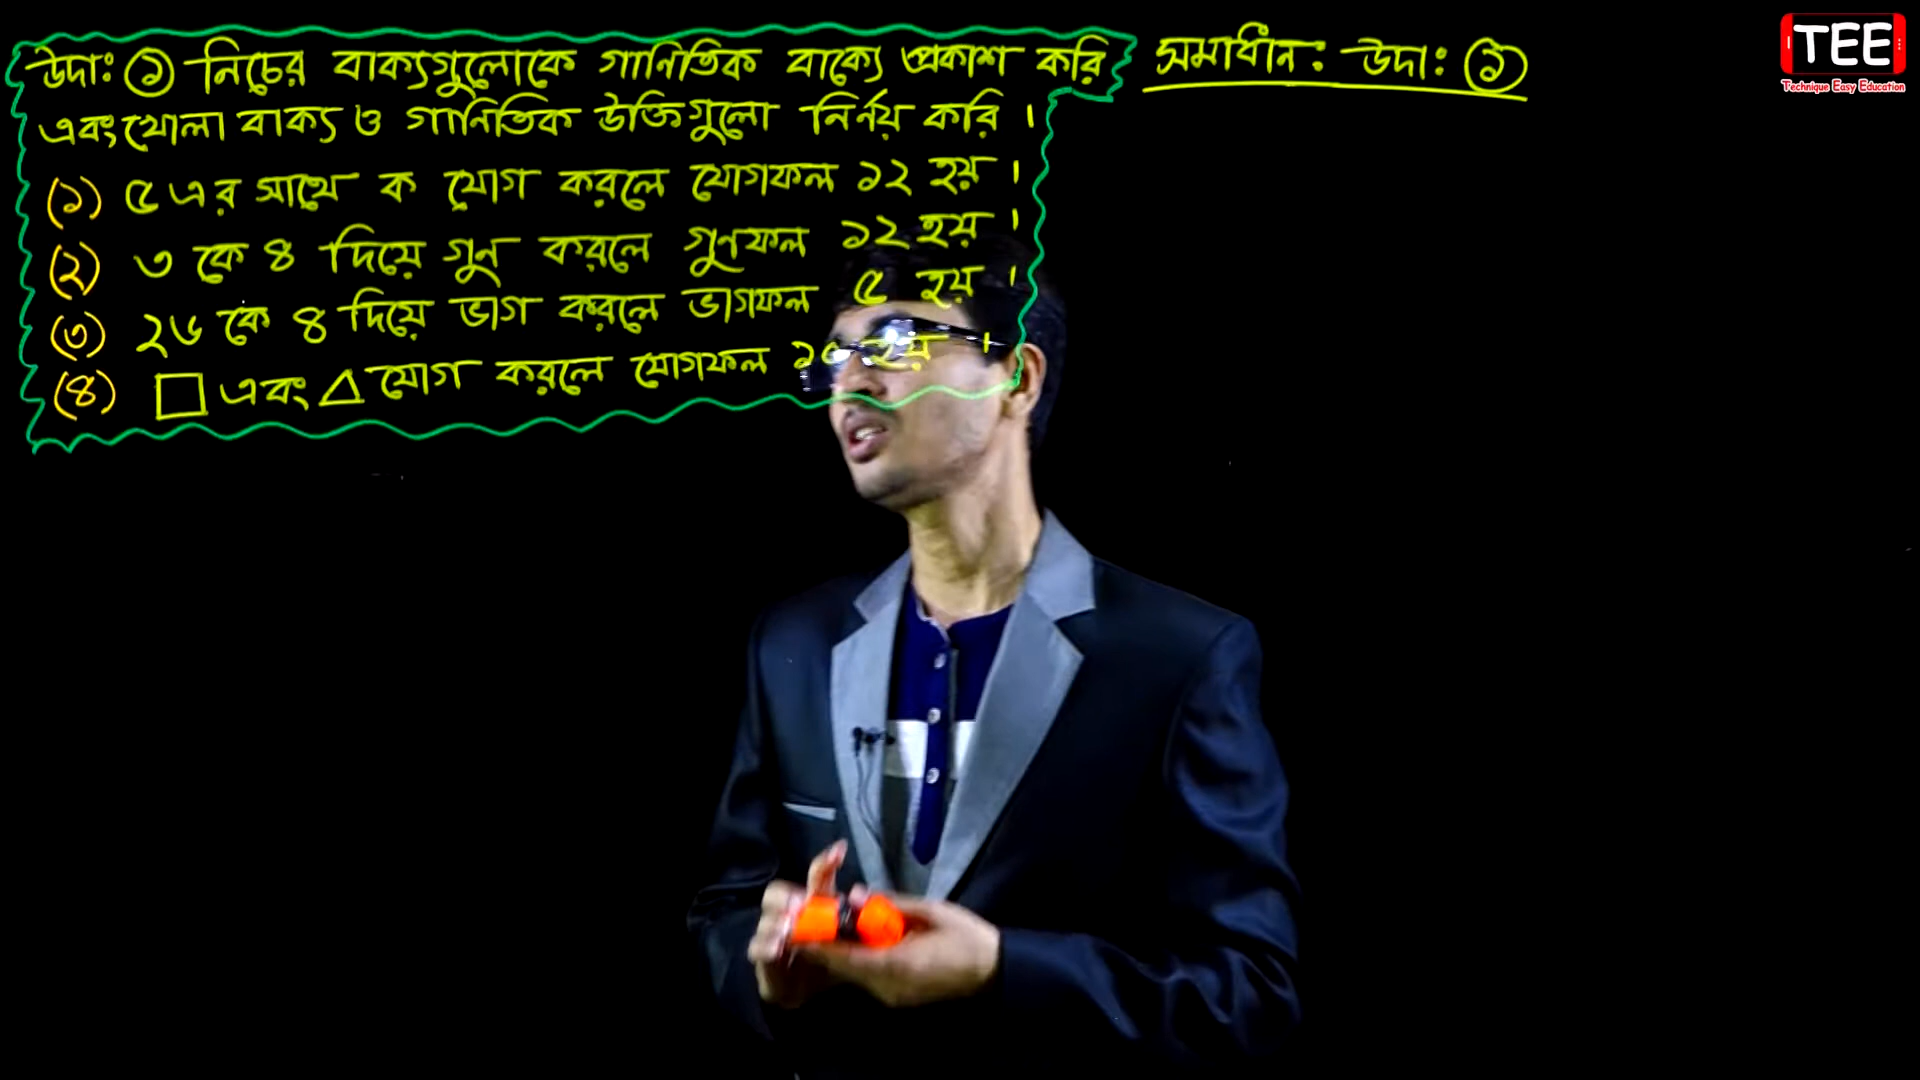 উদাঃ ১ নিচের বাক্যগুলোকে গাণিতিক বাক্যে প্রকাশ করি
এবং খোলা বাক্য ও গাণিতিক উক্তিগুলো নির্নয় করি ।
(১) ৫ এর সাথে ক যোগ করলে যোগফল ১২ হয় ।
(২) ৩ কে ৪ দিয়ে গুন করলে গুণফল ১২ হয় ।
(৩) ২৬ কে ৪ দিয়ে ভাগ করলে ভাগফল ৫ হয় ।
(৪) □ এবং △ যোগ করলে যোগফল হয় ।
সমাধান : উদা : ১
TEE
Technique Easy Education